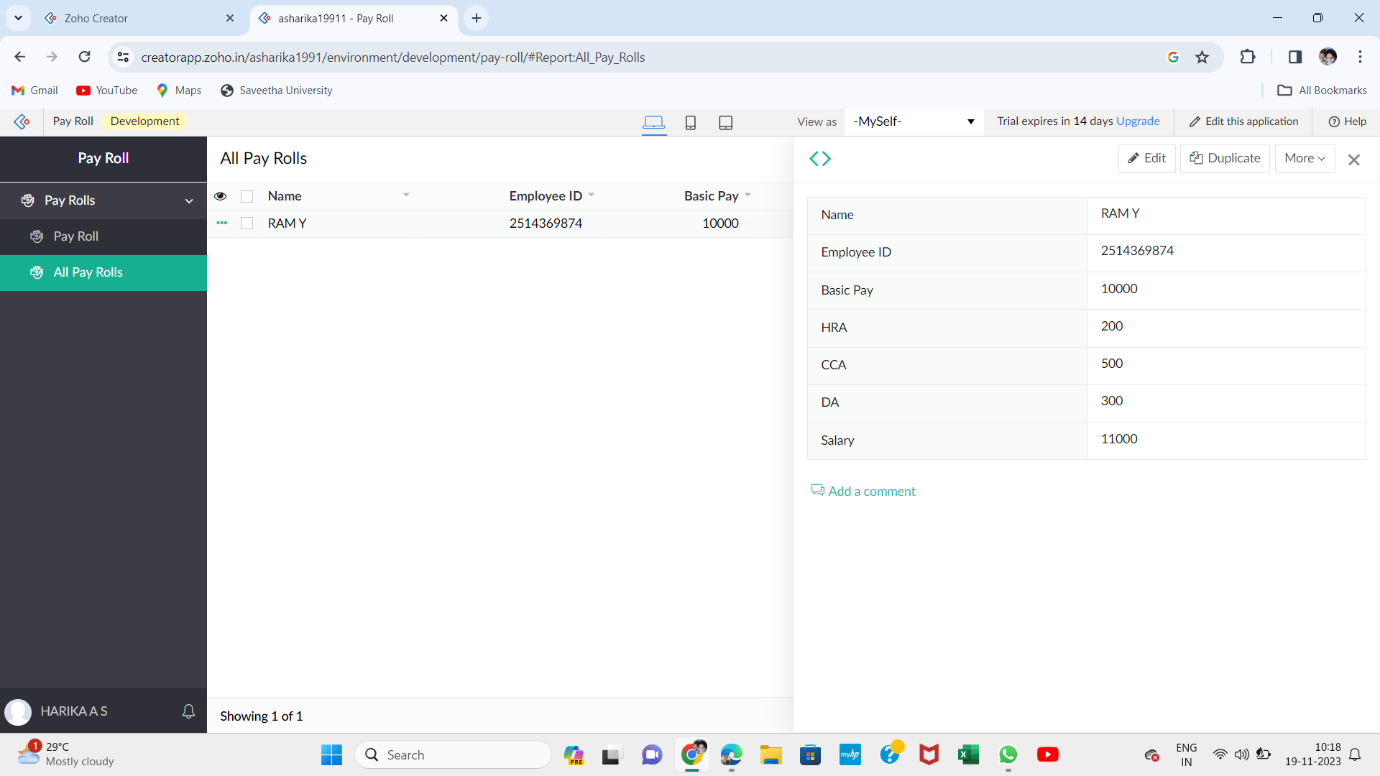 Zoho Creator
asharika19911 - Pay Roll
creatorapp.zoho.in/asharika1991/environment/development/pay-roll/#Report:All_Pay_Rolls
Gmail YouTube Maps Saveetha University All Bookmarks
Pay Roll Development View as -MySelf- Trial expires in 14 days Upgrade Edit this application Help
Pay Roll
Pay Rolls
Pay Roll
All Pay Rolls
HARIKA A S
All Pay Rolls
Name Employee ID Basic Pay
RAM Y 2514369874 10000
Showing 1 of 1
Edit Duplicate More
Name RAM Y
Employee ID 2514369874
Basic Pay 10000
HRA 200
CCA 500
DA 300
Salary 11000
Add a comment
1 29°C
Mostly cloudy
Search
PRE
myhp
ENG
IN
10:18
19-11-2023